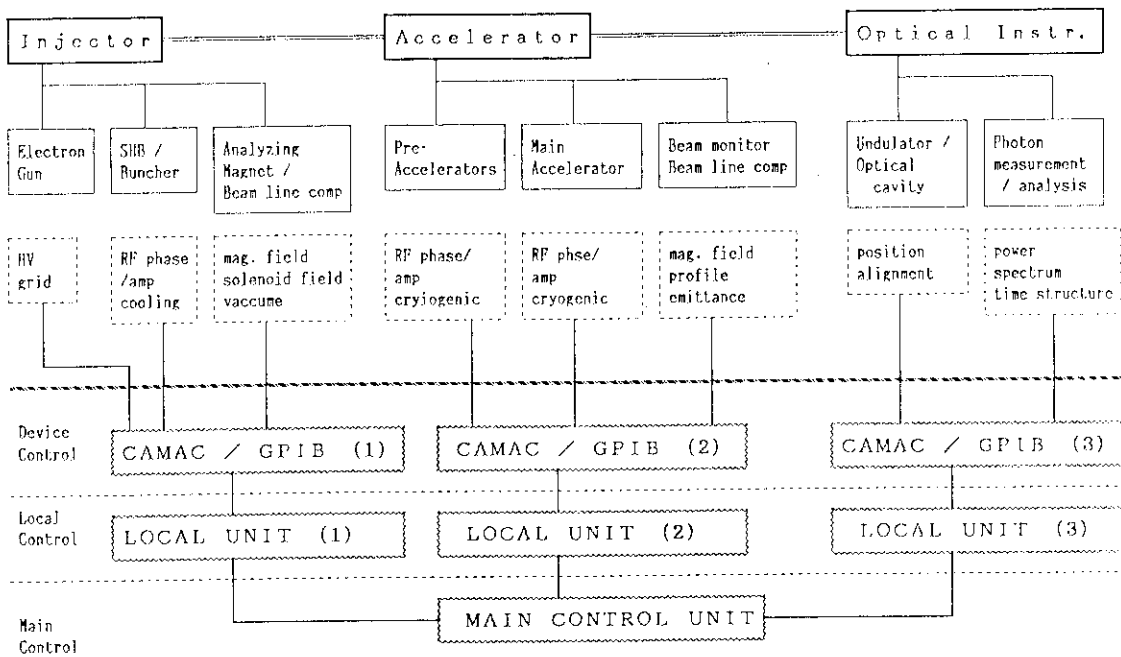 Injector
Accelerator
Optical Instr.
Electron
Gun
SHB /
Buncher
Analyzing
Magnet /
Beam line comp
Pre-
Accelerators
Main
Accelerator
Beam monitor
Beam line comp
Undulator /
Optical
cavity
Photon
measurement
/ analysis
HV
grid
RF phase
/amp
cooling
mag. field
solenoid field
vaccume
RF phase/
amp
cryiogenic
RF phse/
amp
cryogenic
mag. field
profile
emittance
position
alignment
power
spectrum
time structure
Device
Control
CAMAC / GPIB (1)
CAMAC / GPIB (2)
CAMAC / GPIB (3)
Local
Control
LOCAL UNIT (1)
LOCAL UNIT (2)
LOCAL UNIT (3)
Main
Control
MAIN CONTROL UNIT